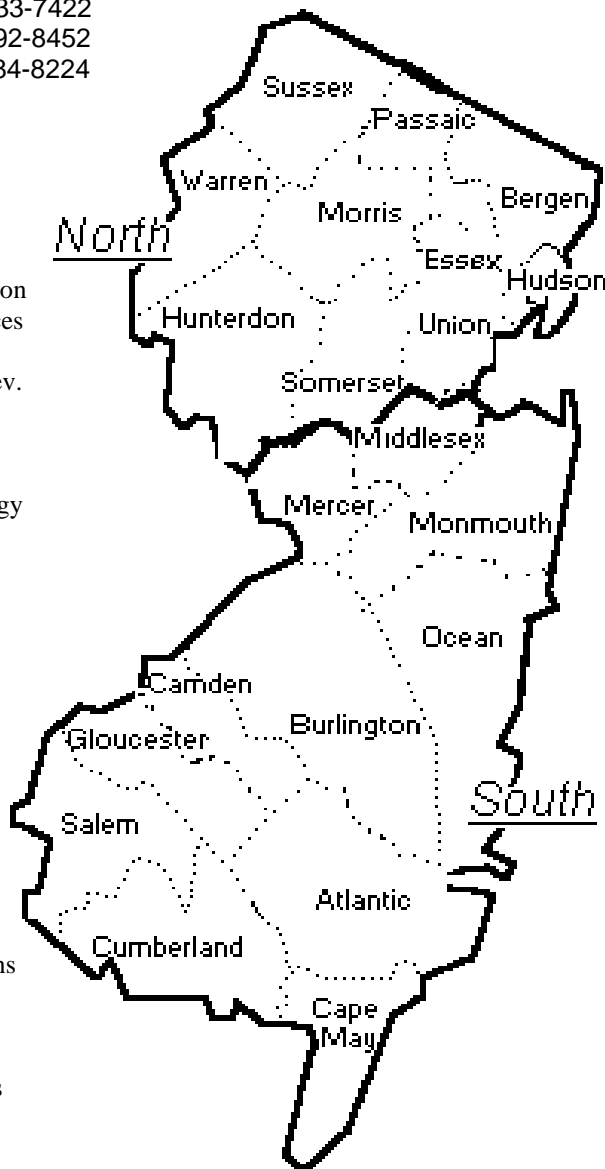 33-7422
92-8452
34-8224
Sussex
Passaic
Warren
Bergen
Morris
North
Essex
Hudson
on
Hunterdon
Union
ces
ev.
Somerset
Middlesex
Mercer
gy
Monmouth
Ocean
Camden
Burlington
Gloucester
South
Salem
Atlantic
Cumberland
ns
Cape
May
s